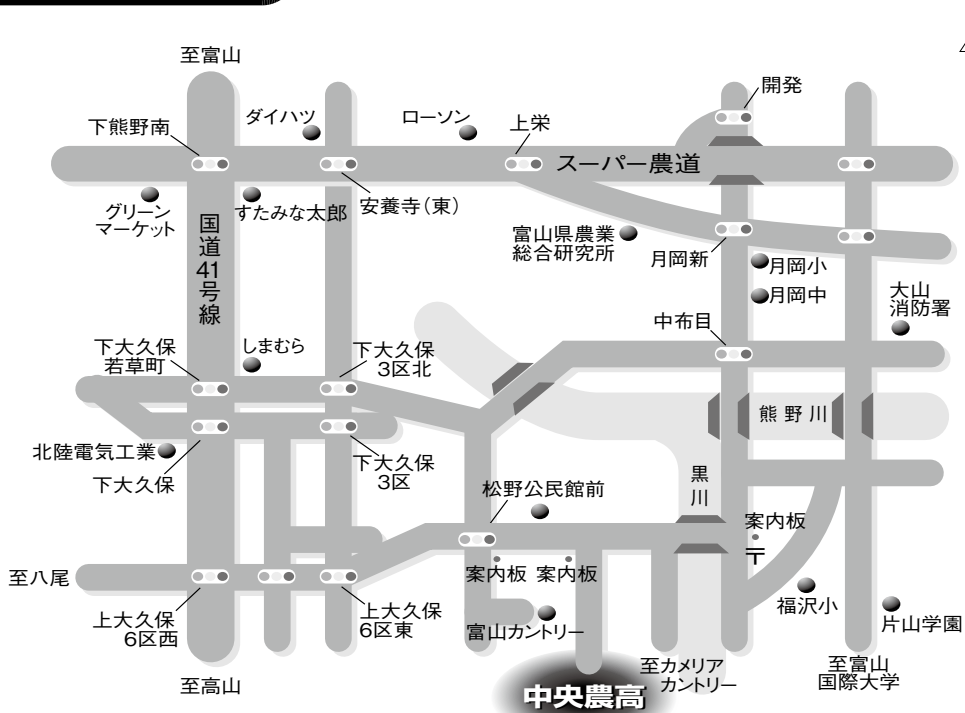 至富山
開発
ダイハツ
ローソン
上栄
下熊野南
スーパー農道
グリーン
マーケット
すたみな太郎
安養寺(東)
国道41号線
富山県農業
総合研究所
月岡新
月岡小
月岡中
大山
消防署
中布目
下大久保
若草町
しまむら
下大久保
3区北
熊野川
北陸電気工業
下大久保
下大久保
3区
黒川
松野公民館前
案内板
〒
至八尾
案内板
案内板
福沢小
上大久保
6区西
上大久保
6区東
富山カントリー
片山学園
至高山
中央農高
至カメリア
カントリー
至富山
国際大学